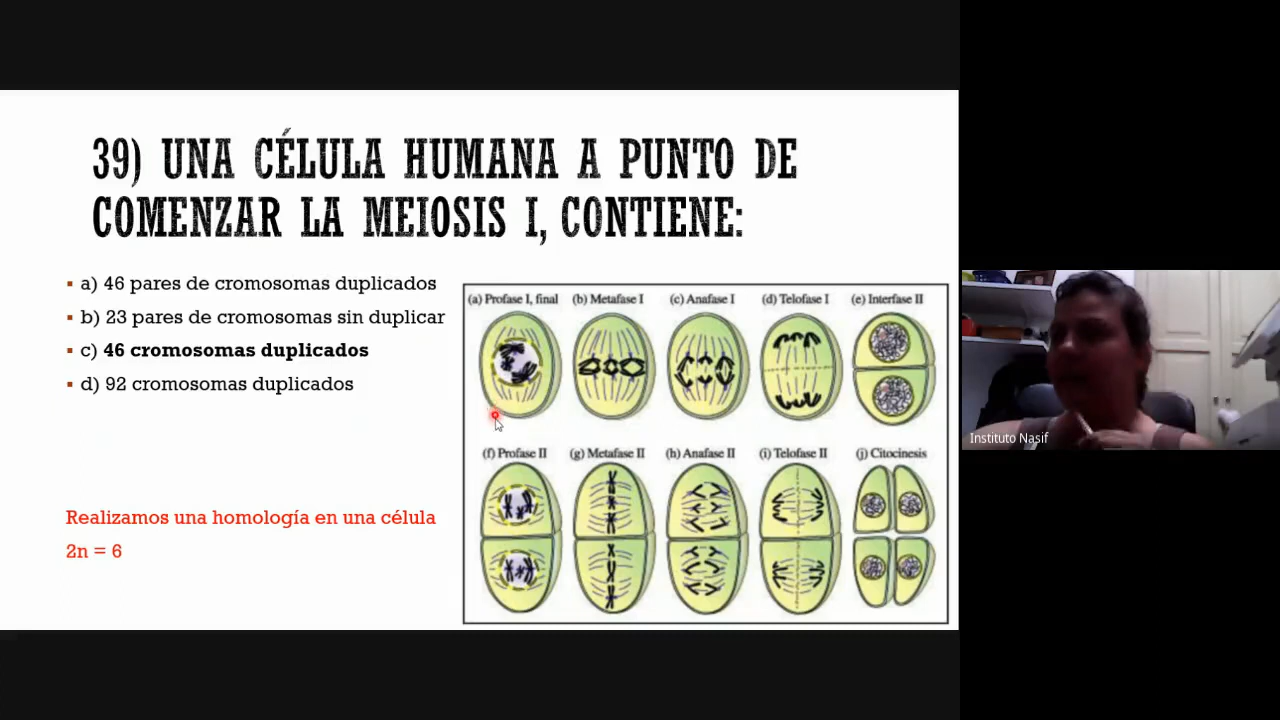 39) UNA CÉLULA HUMANA A PUNTO DE
COMENZAR LA MEIOSIS I, CONTIENE:
a) 46 pares de cromosomas duplicados
b) 23 pares de cromosomas sin duplicar
c) 46 cromosomas duplicados
d) 92 cromosomas duplicados
Realizamos una homología en una célula
2n = 6
(a) Profase I, final (b) Metafase I (c) Anafase I (d) Telofase I (e) Interfase II
(f) Profase II (g) Metafase II (h) Anafase II (i) Telofase II (j) Citocinesis
Instituto Nasif